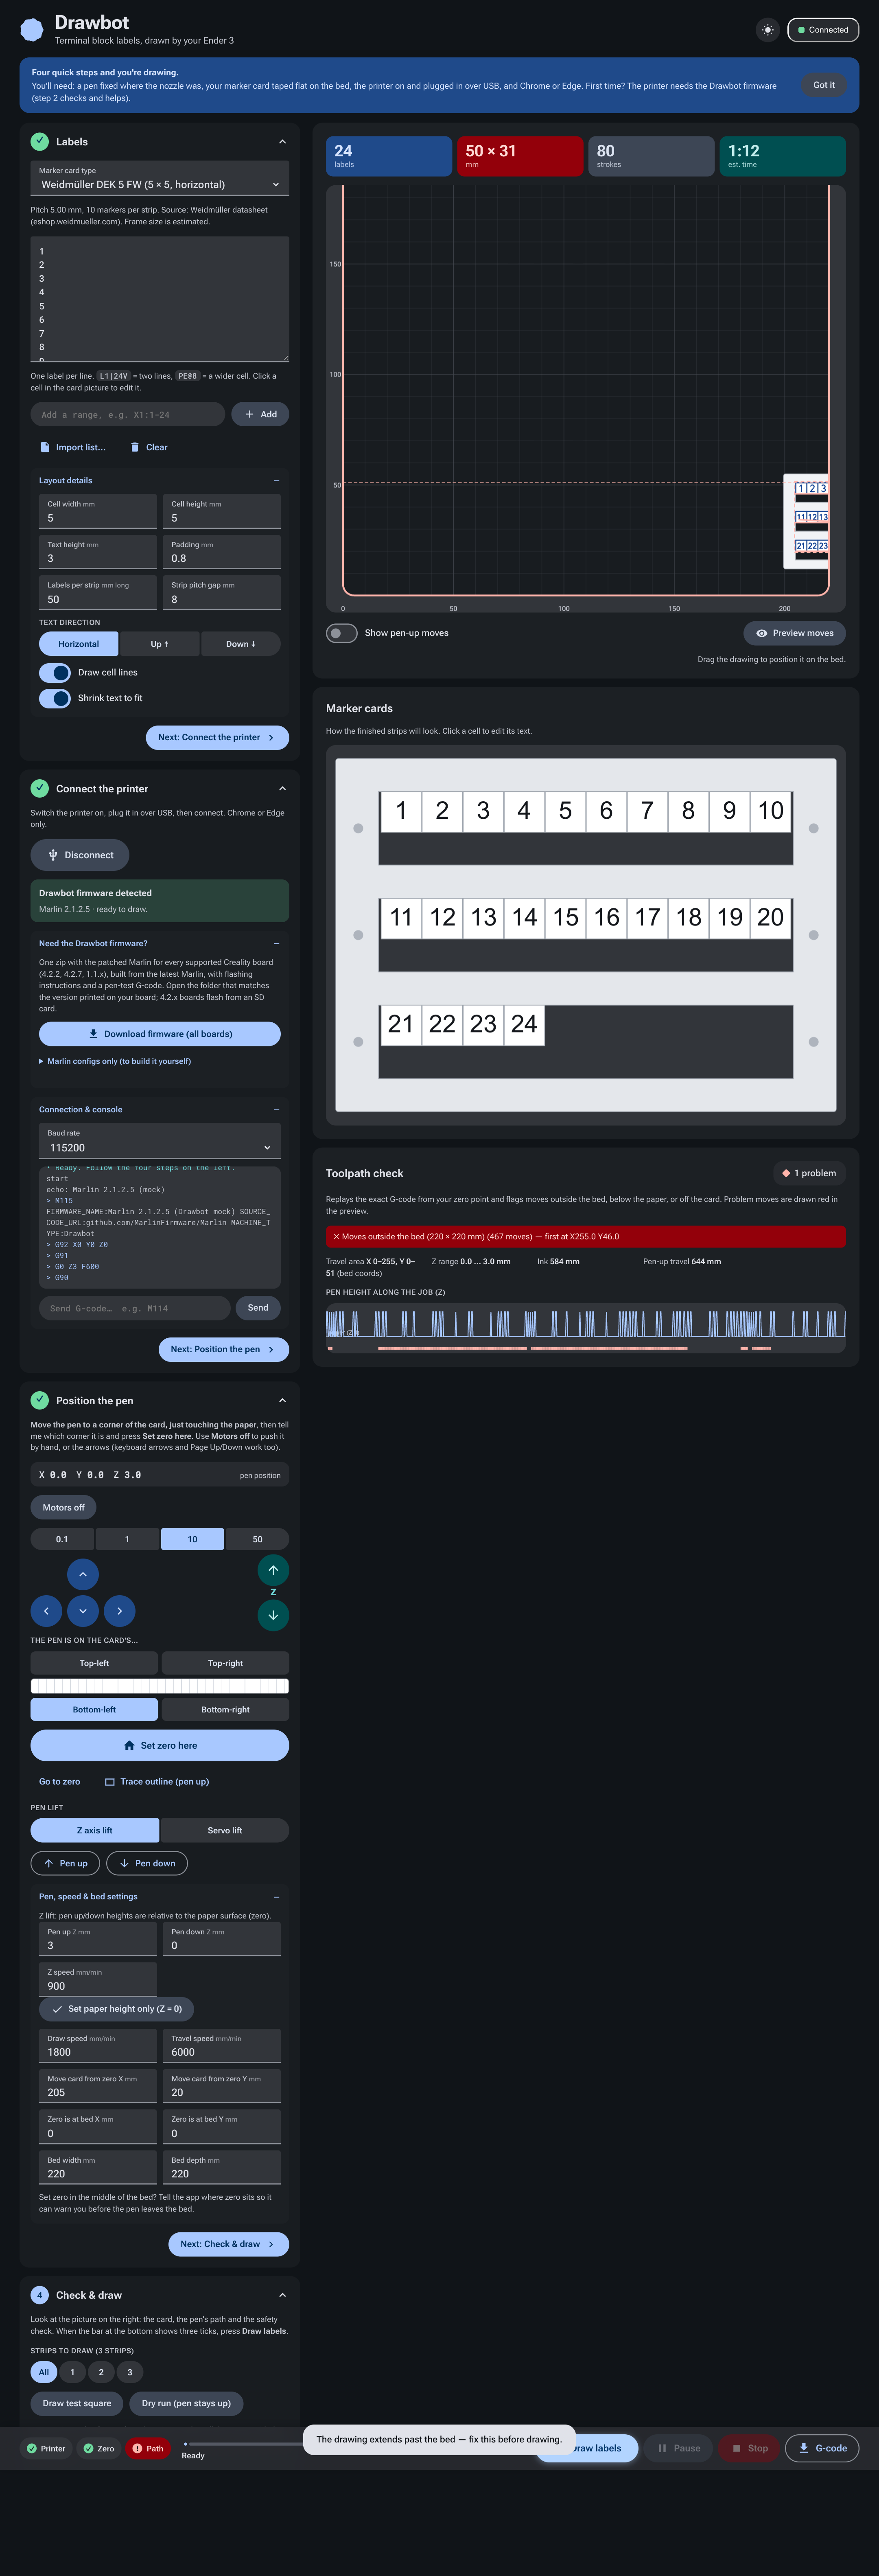 Drawbot
Terminal block labels, drawn by your Ender 3
Connected
Four quick steps and you're drawing.
You'll need: a pen fixed where the nozzle was, your marker card taped flat on the bed, the printer on and plugged in over USB, and Chrome or Edge. First time? The printer needs the Drawbot firmware
(step 2 checks and helps).
Got it
Labels
Marker card type
Weidmüller DEK 5 FW (5 × 5, horizontal)
Pitch 5.00 mm, 10 markers per strip. Source: Weidmüller datasheet
(eshop.weidmueller.com). Frame size is estimated.
1
2
3
4
5
6
7
8
One label per line. L1|24V = two lines, PE#8 = a wider cell. Click a
cell in the card picture to edit it.
Add a range, e.g. X1:1-24
Add
Import list...
Clear
Layout details
Cell width mm
5
Cell height mm
5
Text height mm
3
Padding mm
0.8
Labels per strip mm long
50
Strip pitch gap mm
8
TEXT DIRECTION
Horizontal
Up ↑
Down ↓
Draw cell lines
Shrink text to fit
Next: Connect the printer
Connect the printer
Switch the printer on, plug it in over USB, then connect. Chrome or Edge
only.
Disconnect
Drawbot firmware detected
Marlin 2.1.2.5 · ready to draw.
Need the Drawbot firmware?
One zip with the patched Marlin for every supported Creality board
(4.2.2, 4.2.7, 1.1.x), built from the latest Marlin, with flashing
instructions and a pen-test G-code. Open the folder that matches
the version printed on your board; 4.2.x boards flash from an SD
card.
Download firmware (all boards)
Marlin configs only (to build it yourself)
Connection & console
Baud rate
115200
• Ready. Follow the four steps on the left.
start
echo: Marlin 2.1.2.5 (mock)
> M115
FIRMWARE_NAME:Marlin 2.1.2.5 (Drawbot mock) SOURCE_
CODE_URL:github.com/MarlinFirmware/Marlin MACHINE_T
YPE:Drawbot
> G92 X0 Y0 Z0
> G91
> G0 Z3 F600
> G90
Send G-code… e.g. M114
Send
Next: Position the pen
Position the pen
Move the pen to a corner of the card, just touching the paper, then tell
me which corner it is and press Set zero here. Use Motors off to push it
by hand, or the arrows (keyboard arrows and Page Up/Down work too).
X 0.0 Y 0.0 Z 3.0
pen position
Motors off
0.1
1
10
50
Z
THE PEN IS ON THE CARD'S…
Top-left
Top-right
Bottom-left
Bottom-right
Set zero here
Go to zero
Trace outline (pen up)
PEN LIFT
Z axis lift
Servo lift
Pen up
Pen down
Pen, speed & bed settings
Z lift: pen up/down heights are relative to the paper surface (zero).
Pen up Z mm
3
Pen down Z mm
0
Z speed mm/min
900
Set paper height only (Z = 0)
Draw speed mm/min
1800
Travel speed mm/min
6000
Move card from zero X mm
205
Move card from zero Y mm
20
Zero is at bed X mm
0
Zero is at bed Y mm
0
Bed width mm
220
Bed depth mm
220
Set zero in the middle of the bed? Tell the app where zero sits so it
can warn you before the pen leaves the bed.
Next: Check & draw
4
Check & draw
Look at the picture on the right: the card, the pen's path and the safety
check. When the bar at the bottom shows three ticks, press Draw labels.
STRIPS TO DRAW (3 STRIPS)
All
1
2
3
Draw test square
Dry run (pen stays up)
24
labels
50 × 31
mm
80
strokes
1:12
est. time
150
100
50
0
50
100
150
200
1 2 3
11 12 13
21 22 23
Show pen-up moves
Preview moves
Drag the drawing to position it on the bed.
Marker cards
How the finished strips will look. Click a cell to edit its text.
1 2 3 4 5 6 7 8 9 10
11 12 13 14 15 16 17 18 19 20
21 22 23 24
Toolpath check
1 problem
Replays the exact G-code from your zero point and flags moves outside the bed, below the paper, or off the card. Problem moves are drawn red in
the preview.
✕ Moves outside the bed (220 × 220 mm) (467 moves) — first at X255.0 Y46.0
Travel area X 0–255, Y 0–
51 (bed coords)
Z range 0.0 … 3.0 mm
Ink 584 mm
Pen-up travel 644 mm
PEN HEIGHT ALONG THE JOB (Z)
Printer
Zero
Path
Ready
The drawing extends past the bed — fix this before drawing.
raw labels
Pause
Stop
G-code